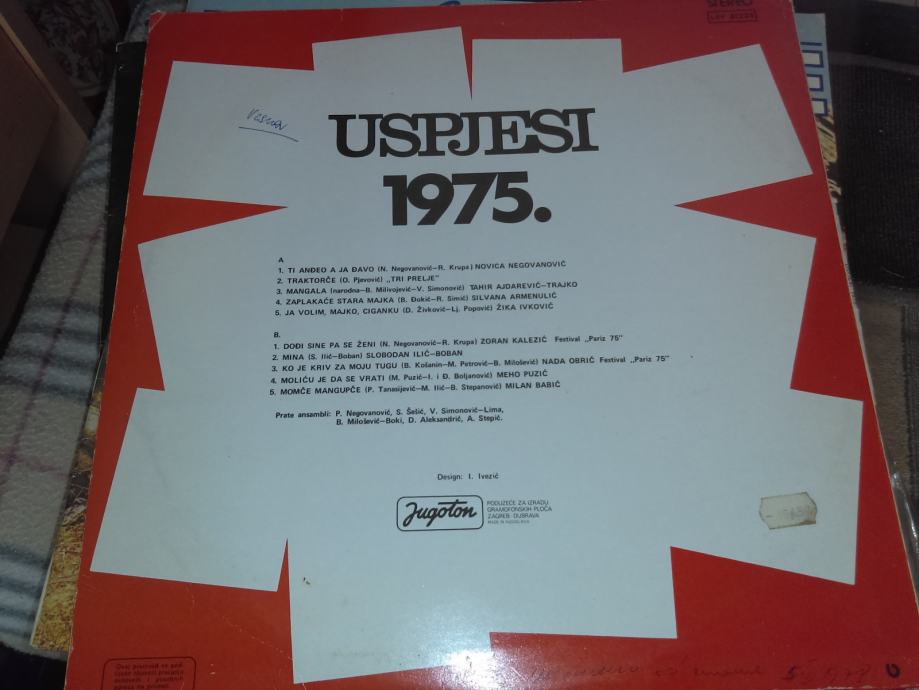 STEREO
USPJESI
1975.
A
1. TI ANĐEO A JA ĐAVO (N. Negovanović–R. Krupa) NOVICA NEGOVANOVIĆ
2. TRAKTORČE (O. Pjevović) „TRI PRELJE"
3. MANGALA (narodna–B. Milivojević–V. Simonović) TAHIR AJDAREVIĆ–TRAJKO
4. ZAPLAKAĆE STARA MAJKA (B. Đokić–R. Simić) SILVANA ARMENULIĆ
5. JA VOLIM, MAJKO, CIGANKU (D. Živković–Lj. Popović) ŽIKA IVKOVIĆ
B.
1. DOĐI SINE PA SE ŽENI (N. Negovanović–R. Krupa) ZORAN KALEZIĆ Festival „Pariz 75"
2. MINA (S. Ilić–Boban) SLOBODAN ILIĆ–BOBAN
3. KO JE KRIV ZA MOJU TUGU (B. Košanin–M. Petrović–B. Milošević) NADA OBRIĆ Festival „Pariz 75"
4. MOLIĆU JE DA SE VRATI (M. Puzić–I. i Đ. Boljanović) MEHO PUZIĆ
5. MOMČE MANGUPČE (P. Tanasijević–M. Ilić–B. Stepanović) MILAN BABIĆ
Prate ansambli: P. Negovanović, S. Šešić, V. Simonović–Lima,
B. Milošević–Boki, D. Aleksandrić, A. Stepić.
Design: I. Ivezić
Jugoton
PODUZEĆE ZA IZRADU
GRAMOFONSKIH PLOČA
ZAGREB–DUBRAVA
MADE IN YUGOSLAVIA